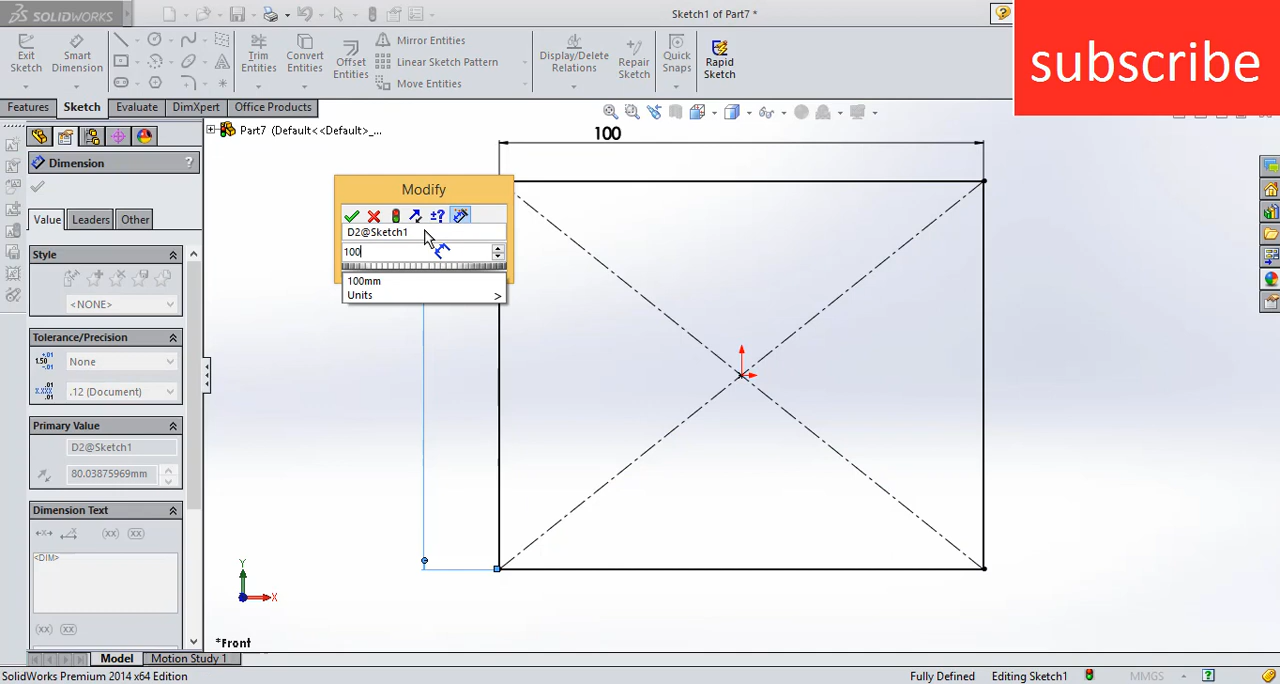 SOLIDWORKS
Sketch1 of Part7 *
?
subscribe
Exit Sketch
Smart Dimension
Trim Entities
Convert Entities
Offset Entities
Mirror Entities
Linear Sketch Pattern
Move Entities
Display/Delete Relations
Repair Sketch
Quick Snaps
Rapid Sketch
Features
Sketch
Evaluate
DimXpert
Office Products
Part7 (Default<<Default>_...
Dimension
?
Value
Leaders
Other
Style
<NONE>
Tolerance/Precision
None
.12 (Document)
Primary Value
D2@Sketch1
80.03875969mm
Dimension Text
(xx) (xx)
<DIM>
(xx) (xx)
100
Modify
±?
D2@Sketch1
100
100mm
Units >
Y
X
*Front
Model
Motion Study 1
SolidWorks Premium 2014 x64 Edition
Fully Defined
Editing Sketch1
MMGS
?